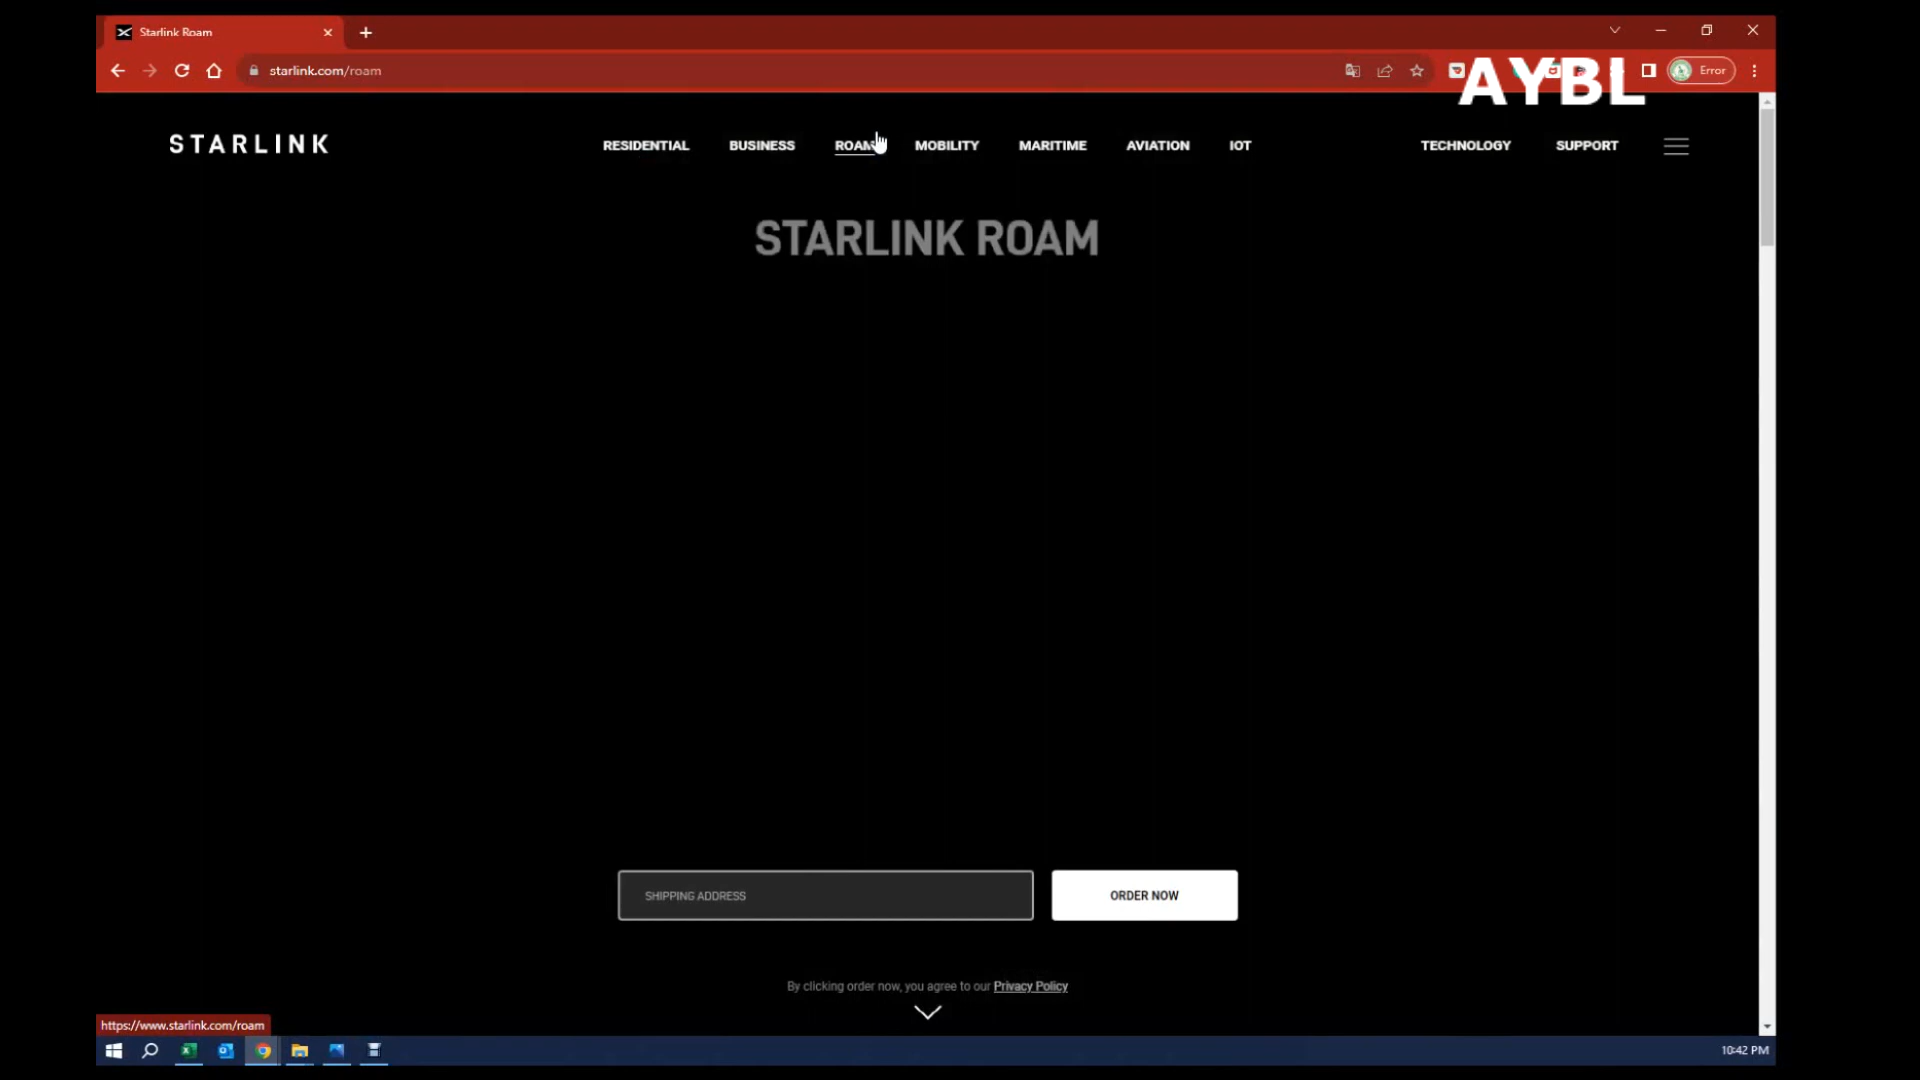 Starlink Roam
starlink.com/roam
Error
AYBL
STARLINK
RESIDENTIAL BUSINESS ROAM MOBILITY MARITIME AVIATION IOT TECHNOLOGY SUPPORT
STARLINK ROAM
SHIPPING ADDRESS ORDER NOW
By clicking order now, you agree to our Privacy Policy
https://www.starlink.com/roam
10:42 PM